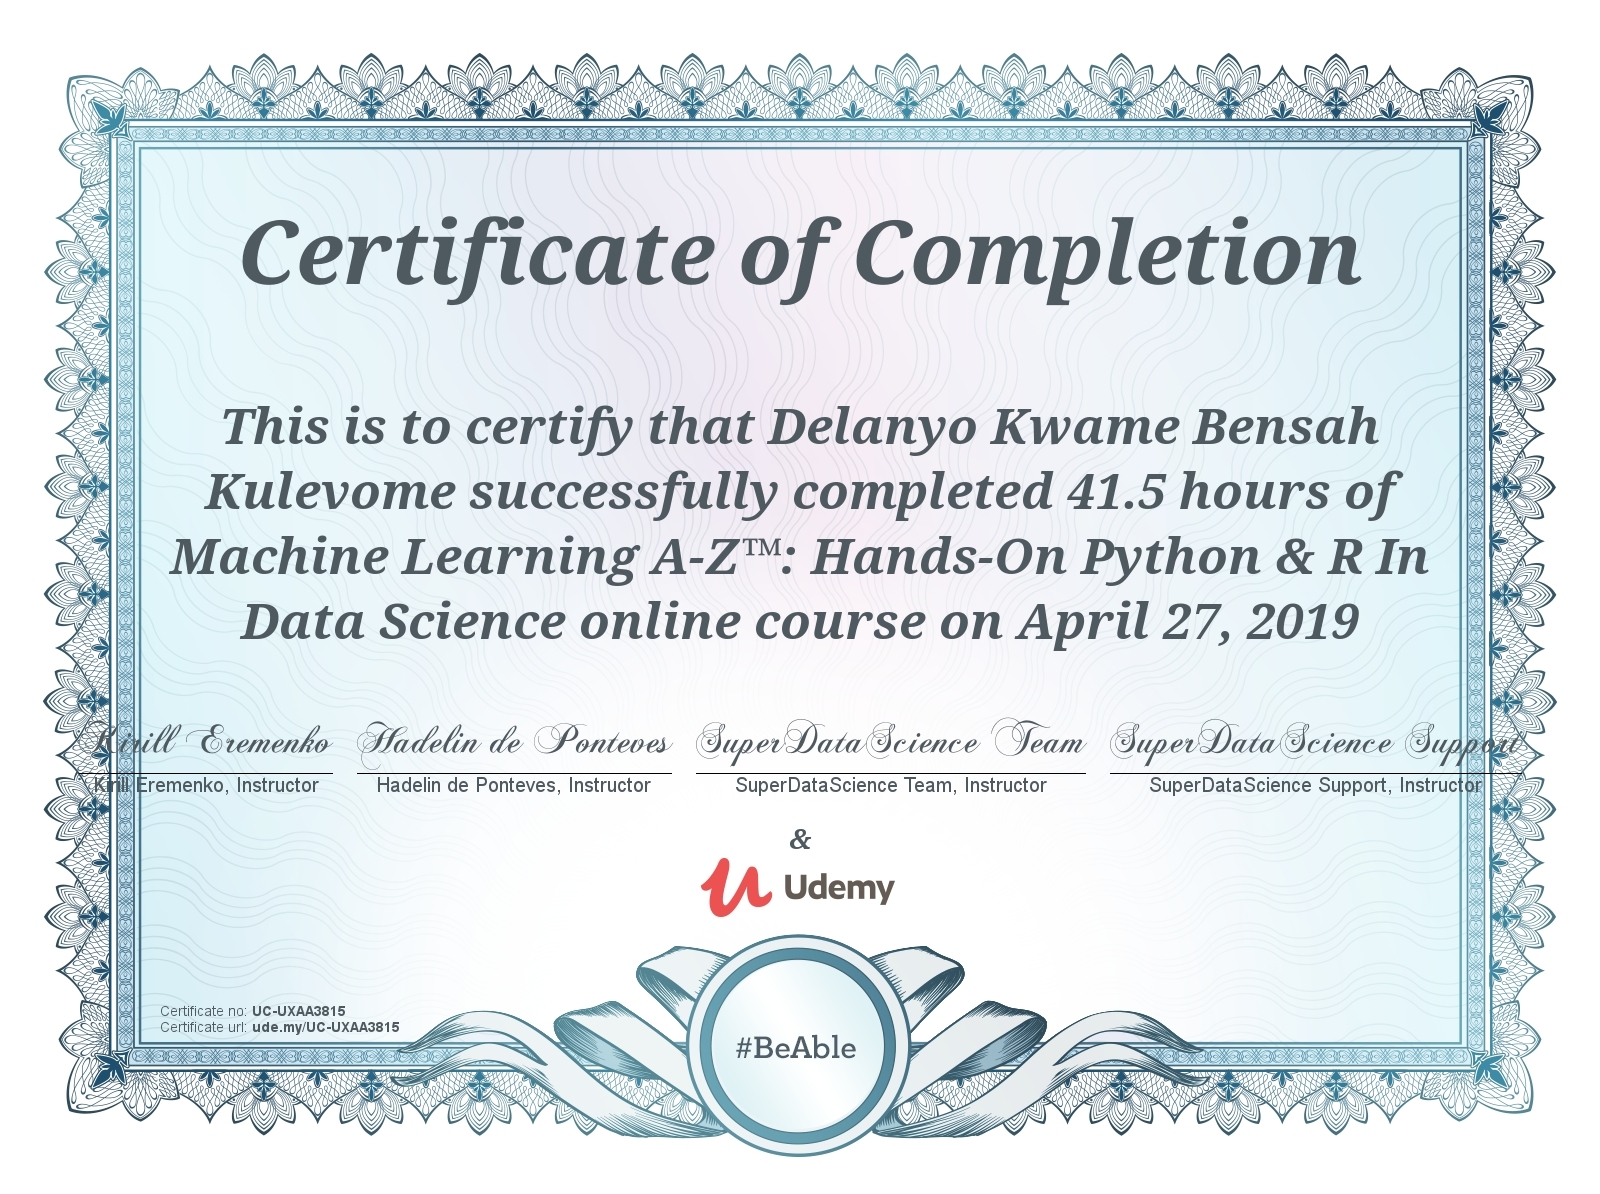 Certificate of Completion
This is to certify that Delanyo Kwame Bensah
Kulevome successfully completed 41.5 hours of
Machine Learning A-Z™: Hands-On Python & R In
Data Science online course on April 27, 2019
Kirill Eremenko Hadelin de Ponteves SuperDataScience Team SuperDataScience Support
Kirill Eremenko, Instructor Hadelin de Ponteves, Instructor SuperDataScience Team, Instructor SuperDataScience Support, Instructor
&
Udemy
Certificate no: UC-UXAA3815
Certificate url: ude.my/UC-UXAA3815
#BeAble